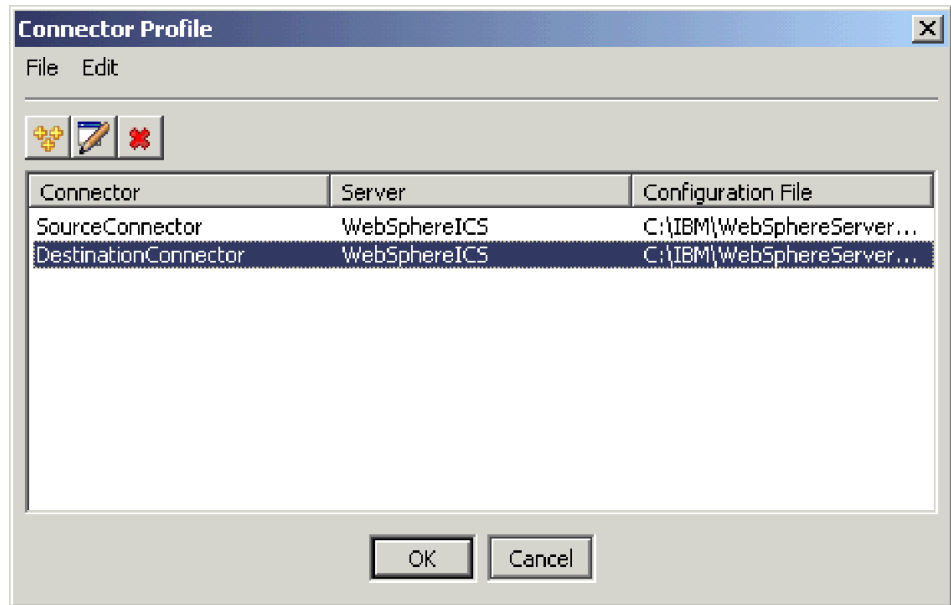 Connector Profile
File Edit
Connector Server Configuration File
SourceConnector WebSphereICS C:\IBM\WebSphereServer...
DestinationConnector WebSphereICS C:\IBM\WebSphereServer...
OK Cancel